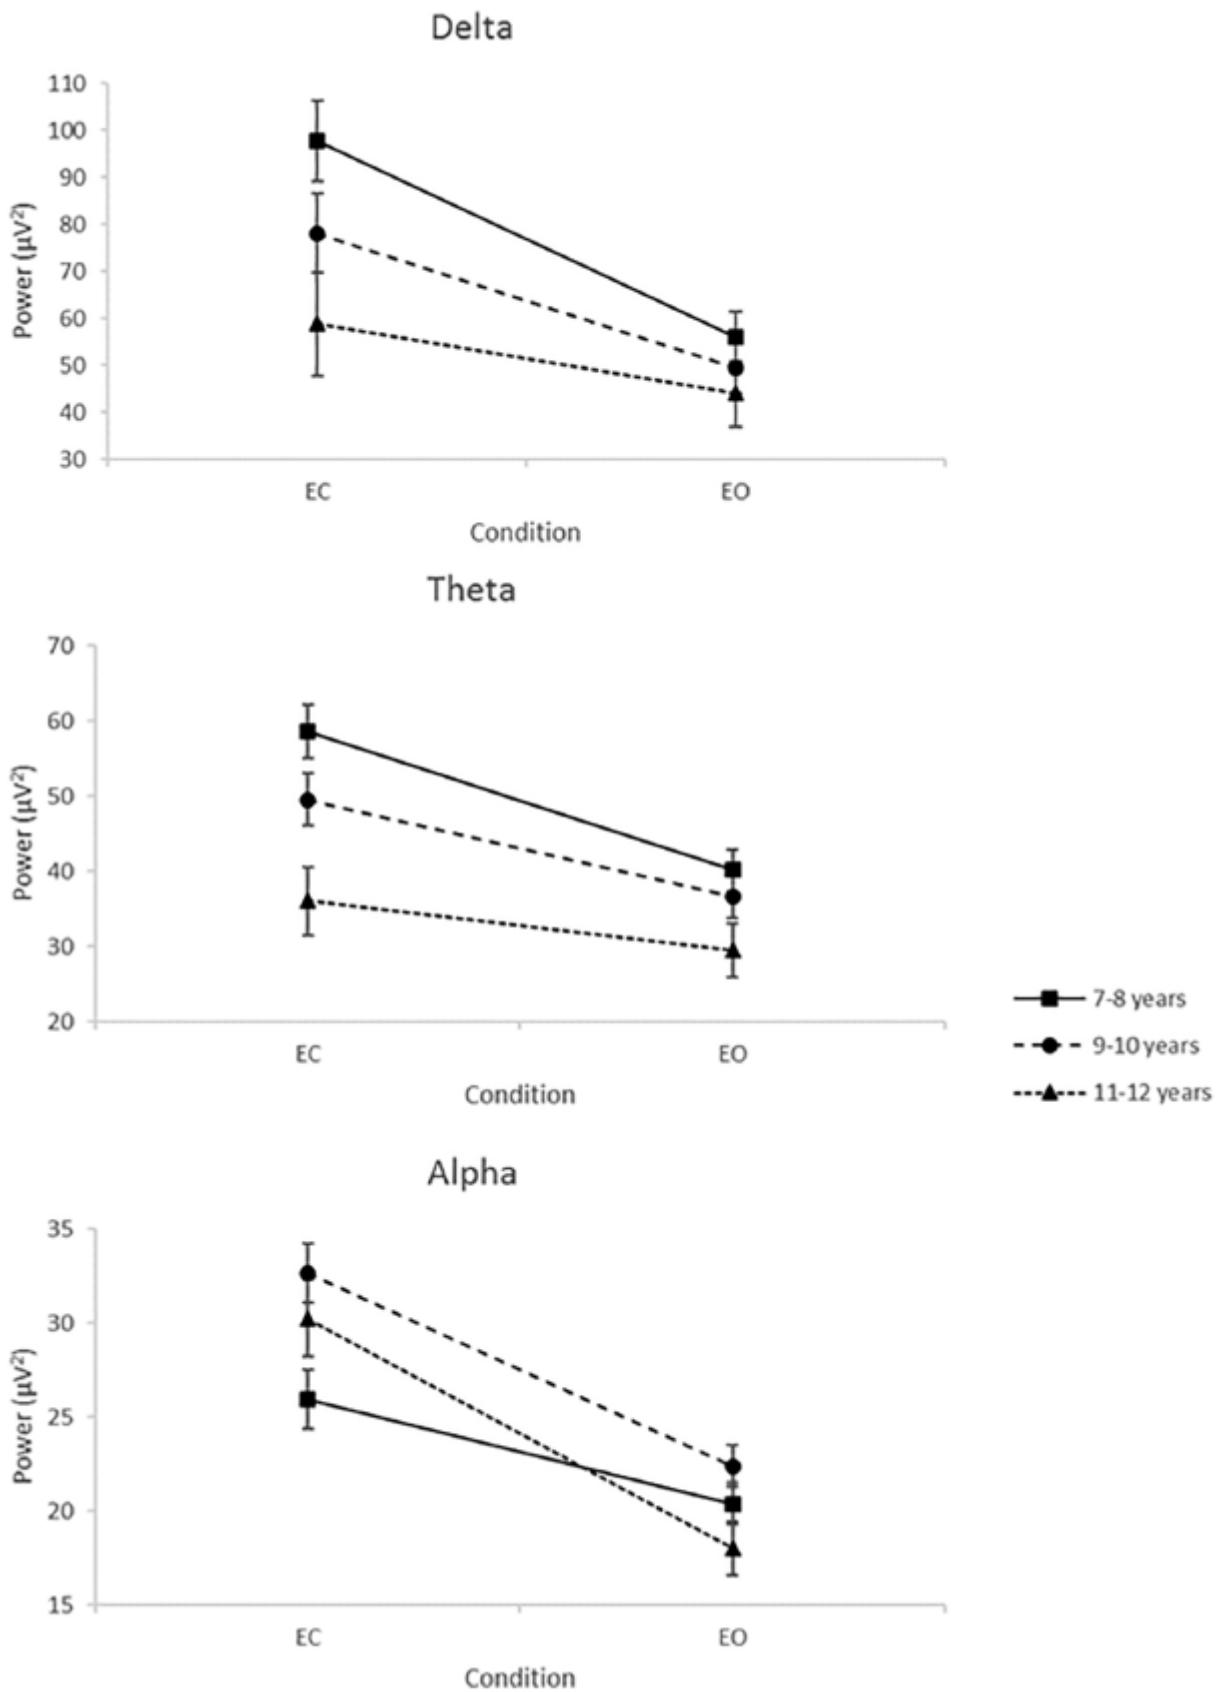 Delta
110
100
90
80
70
60
50
40
30
Power (µV²)
EC EO
Condition
Theta
70
60
50
40
30
20
Power (µV²)
EC EO
Condition
7-8 years
9-10 years
11-12 years
Alpha
35
30
25
20
15
Power (µV²)
EC EO
Condition